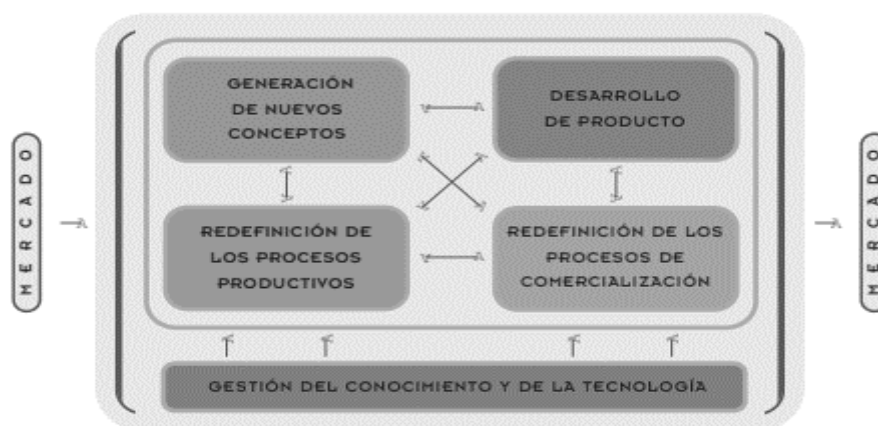 MERCADO
GENERACIÓN
DE NUEVOS
CONCEPTOS
DESARROLLO
DE PRODUCTO
REDEFINICIÓN DE
LOS PROCESOS
PRODUCTIVOS
REDEFINICIÓN DE LOS
PROCESOS DE
COMERCIALIZACIÓN
GESTIÓN DEL CONOCIMIENTO Y DE LA TECNOLOGÍA
MERCADO